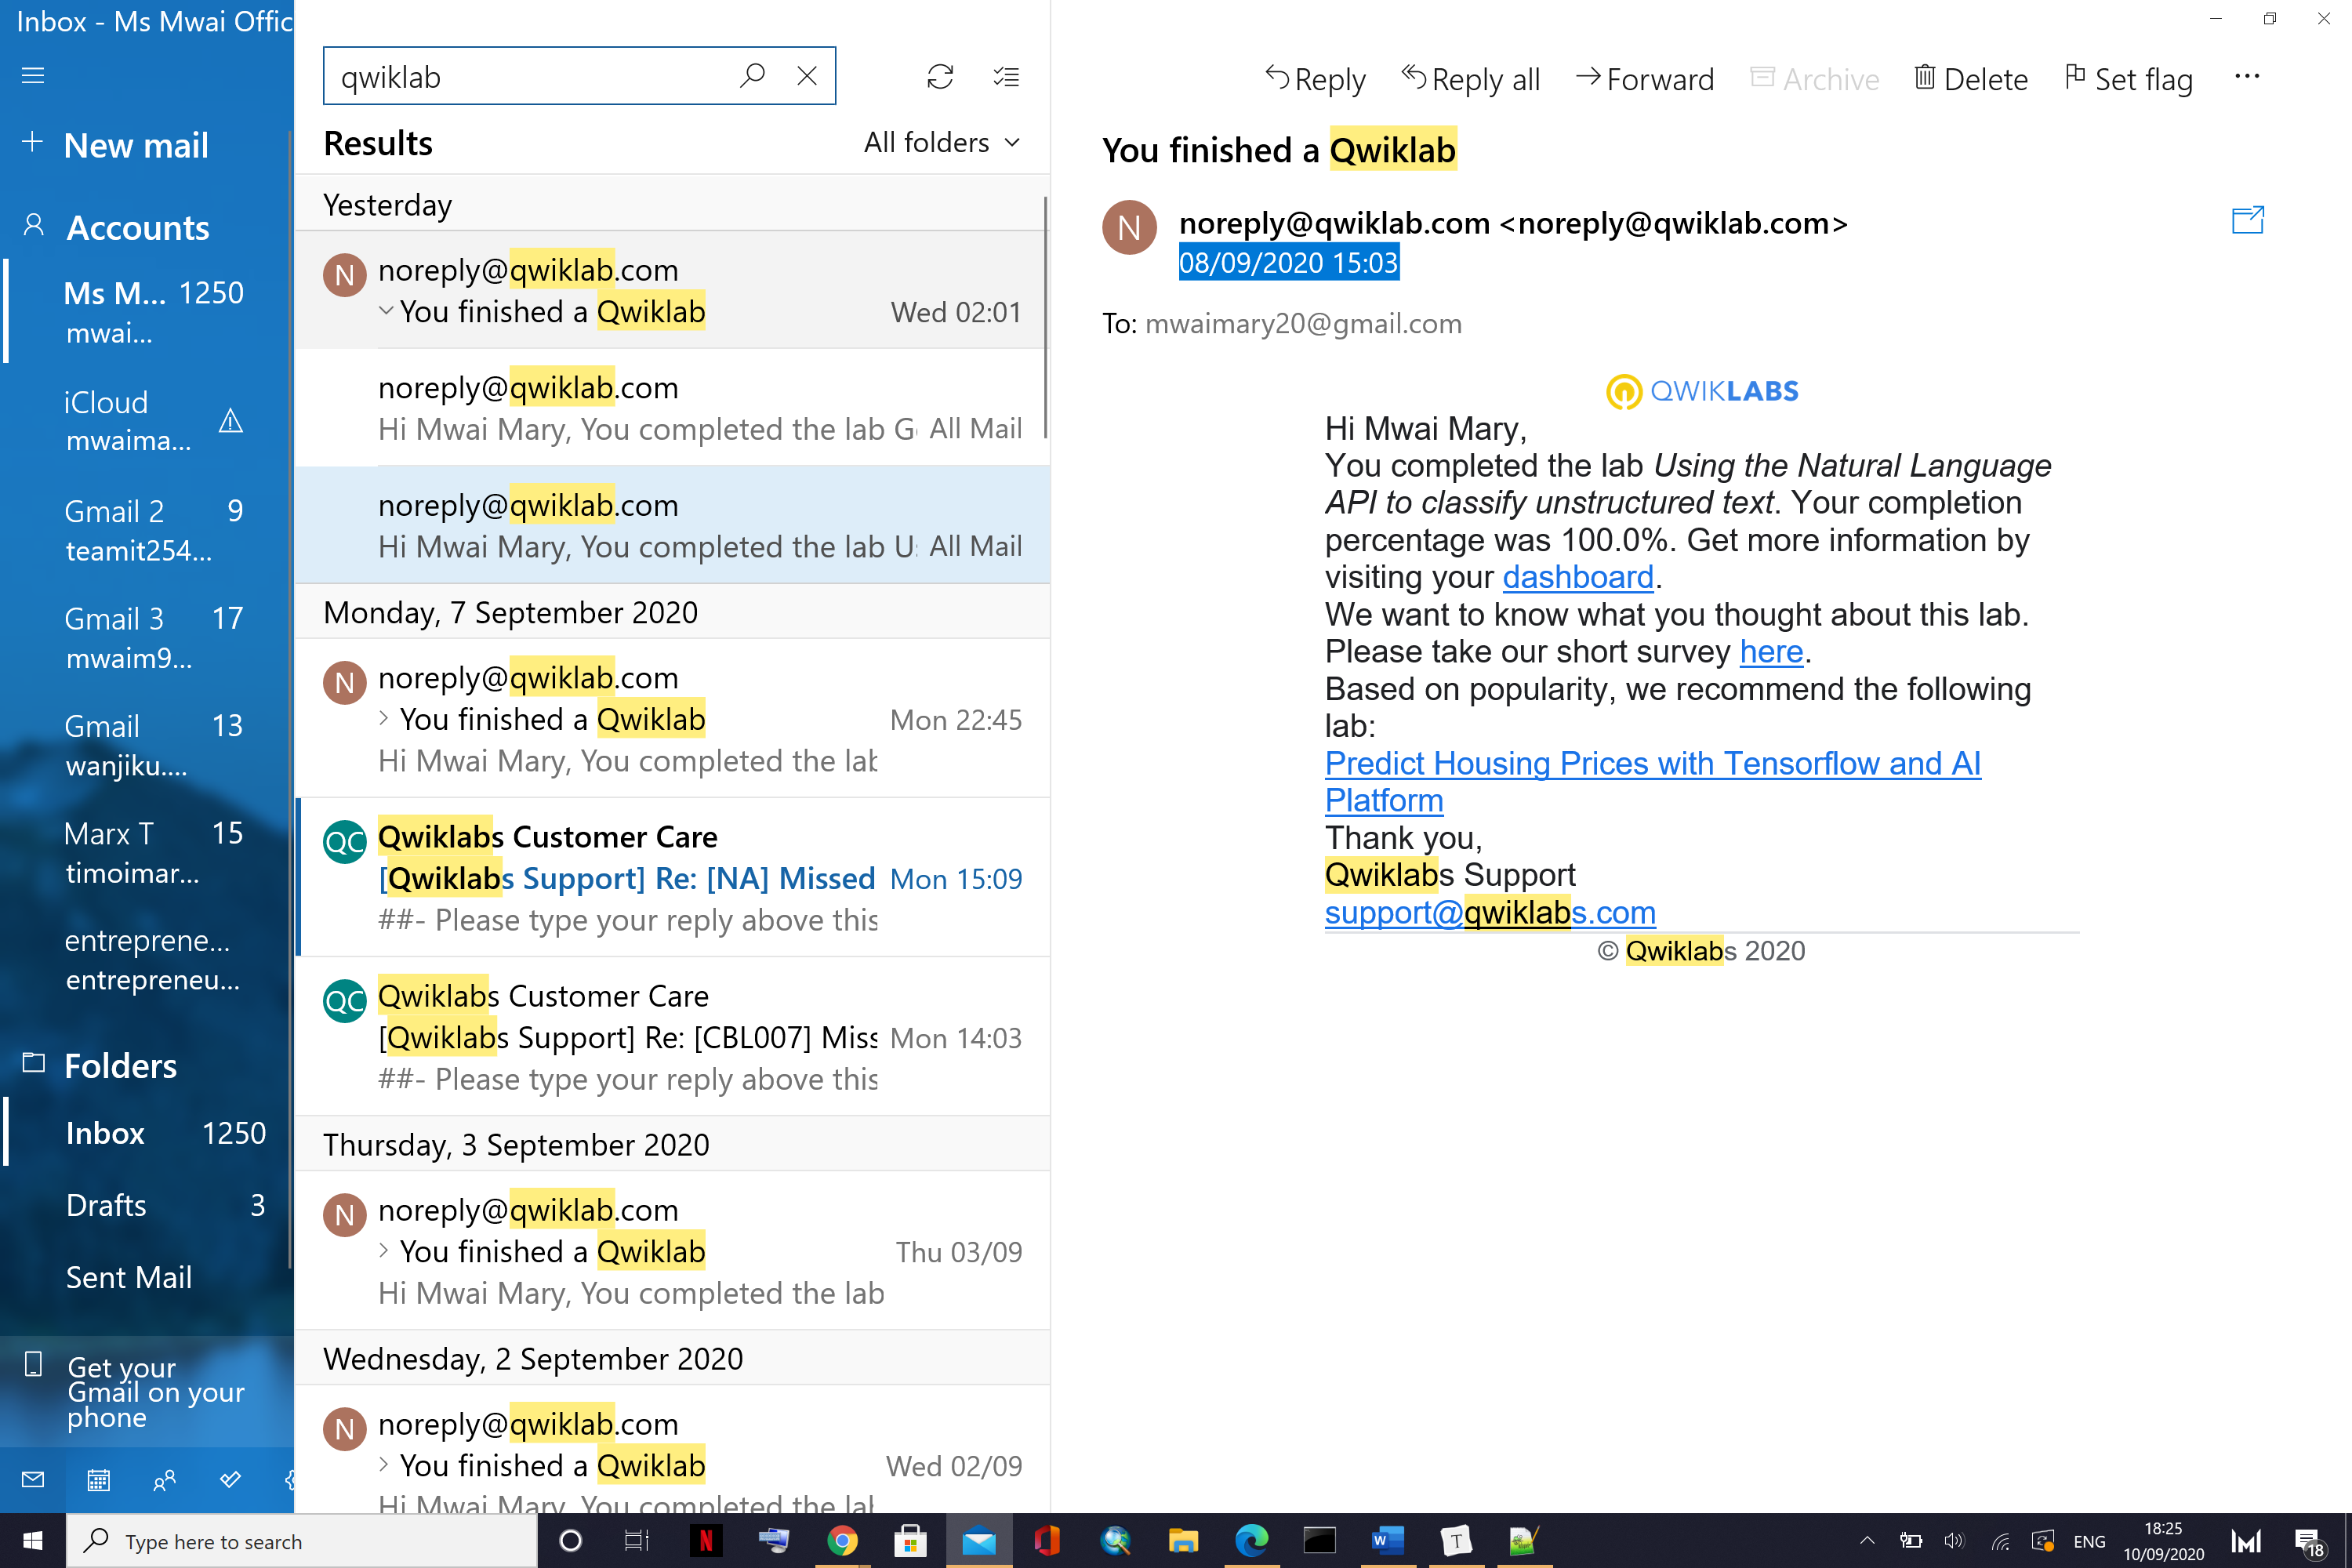 Inbox - Ms Mwai Offic
New mail
Accounts
Ms M... 1250
mwai...
iCloud
mwaima...
Gmail 2 9
teamit254...
Gmail 3 17
mwaim9...
Gmail 13
wanjiku....
Marx T 15
timoimar...
entreprene...
entrepreneu...
Folders
Inbox 1250
Drafts 3
Sent Mail
Get your
Gmail on your
phone
qwiklab
Results All folders
Yesterday
N noreply@qwiklab.com
You finished a Qwiklab Wed 02:01
noreply@qwiklab.com
Hi Mwai Mary, You completed the lab G All Mail
noreply@qwiklab.com
Hi Mwai Mary, You completed the lab U All Mail
Monday, 7 September 2020
N noreply@qwiklab.com
You finished a Qwiklab Mon 22:45
Hi Mwai Mary, You completed the lab
QC Qwiklabs Customer Care
[Qwiklabs Support] Re: [NA] Missed Mon 15:09
##- Please type your reply above this
QC Qwiklabs Customer Care
[Qwiklabs Support] Re: [CBL007] Miss Mon 14:03
##- Please type your reply above this
Thursday, 3 September 2020
N noreply@qwiklab.com
You finished a Qwiklab Thu 03/09
Hi Mwai Mary, You completed the lab
Wednesday, 2 September 2020
N noreply@qwiklab.com
You finished a Qwiklab Wed 02/09
Hi Mwai Mary, You completed the lab
Reply Reply all Forward Archive Delete Set flag ...
You finished a Qwiklab
N noreply@qwiklab.com <noreply@qwiklab.com>
08/09/2020 15:03
To: mwaimary20@gmail.com
QWIKLABS
Hi Mwai Mary,
You completed the lab Using the Natural Language
API to classify unstructured text. Your completion
percentage was 100.0%. Get more information by
visiting your dashboard.
We want to know what you thought about this lab.
Please take our short survey here.
Based on popularity, we recommend the following
lab:
Predict Housing Prices with Tensorflow and AI
Platform
Thank you,
Qwiklabs Support
support@qwiklabs.com
© Qwiklabs 2020
Type here to search
N
W
T
ENG
18:25
10/09/2020
18